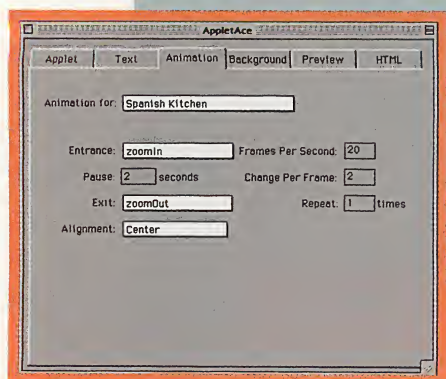 AppletAce
Applet Text Animation Background Preview HTML
Animation for: Spanish Kitchen
Entrance: zoomIn Frames Per Second: 20
Pause: 2 seconds Change Per Frame: 2
Exit: zoomOut Repeat: 1 times
Alignment: Center